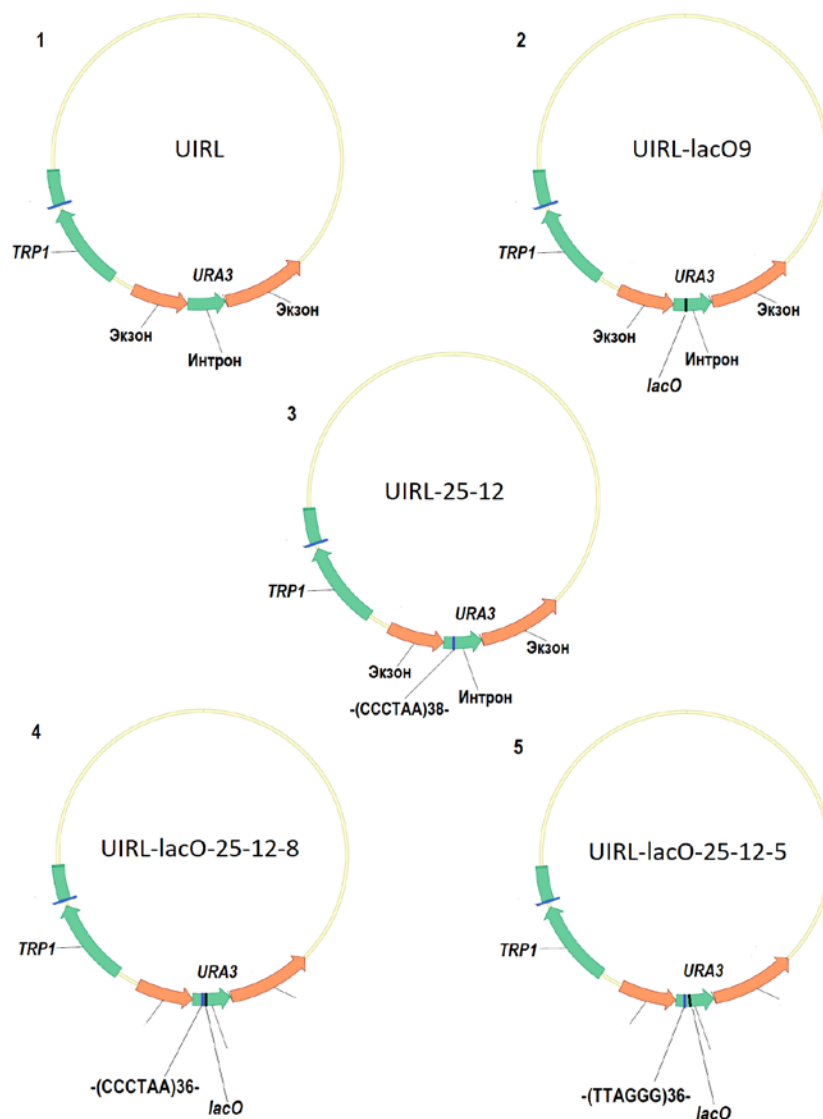 1
UIRL
TRP1
URA3
Экзон
Интрон
Экзон
2
UIRL-lacO9
TRP1
URA3
Экзон
Интрон
Экзон
lacO
3
UIRL-25-12
TRP1
URA3
Экзон
Интрон
Экзон
-(CCCTAA)38-
4
UIRL-lacO-25-12-8
TRP1
URA3
-(CCCTAA)36-
lacO
5
UIRL-lacO-25-12-5
TRP1
URA3
-(TTAGGG)36-
lacO